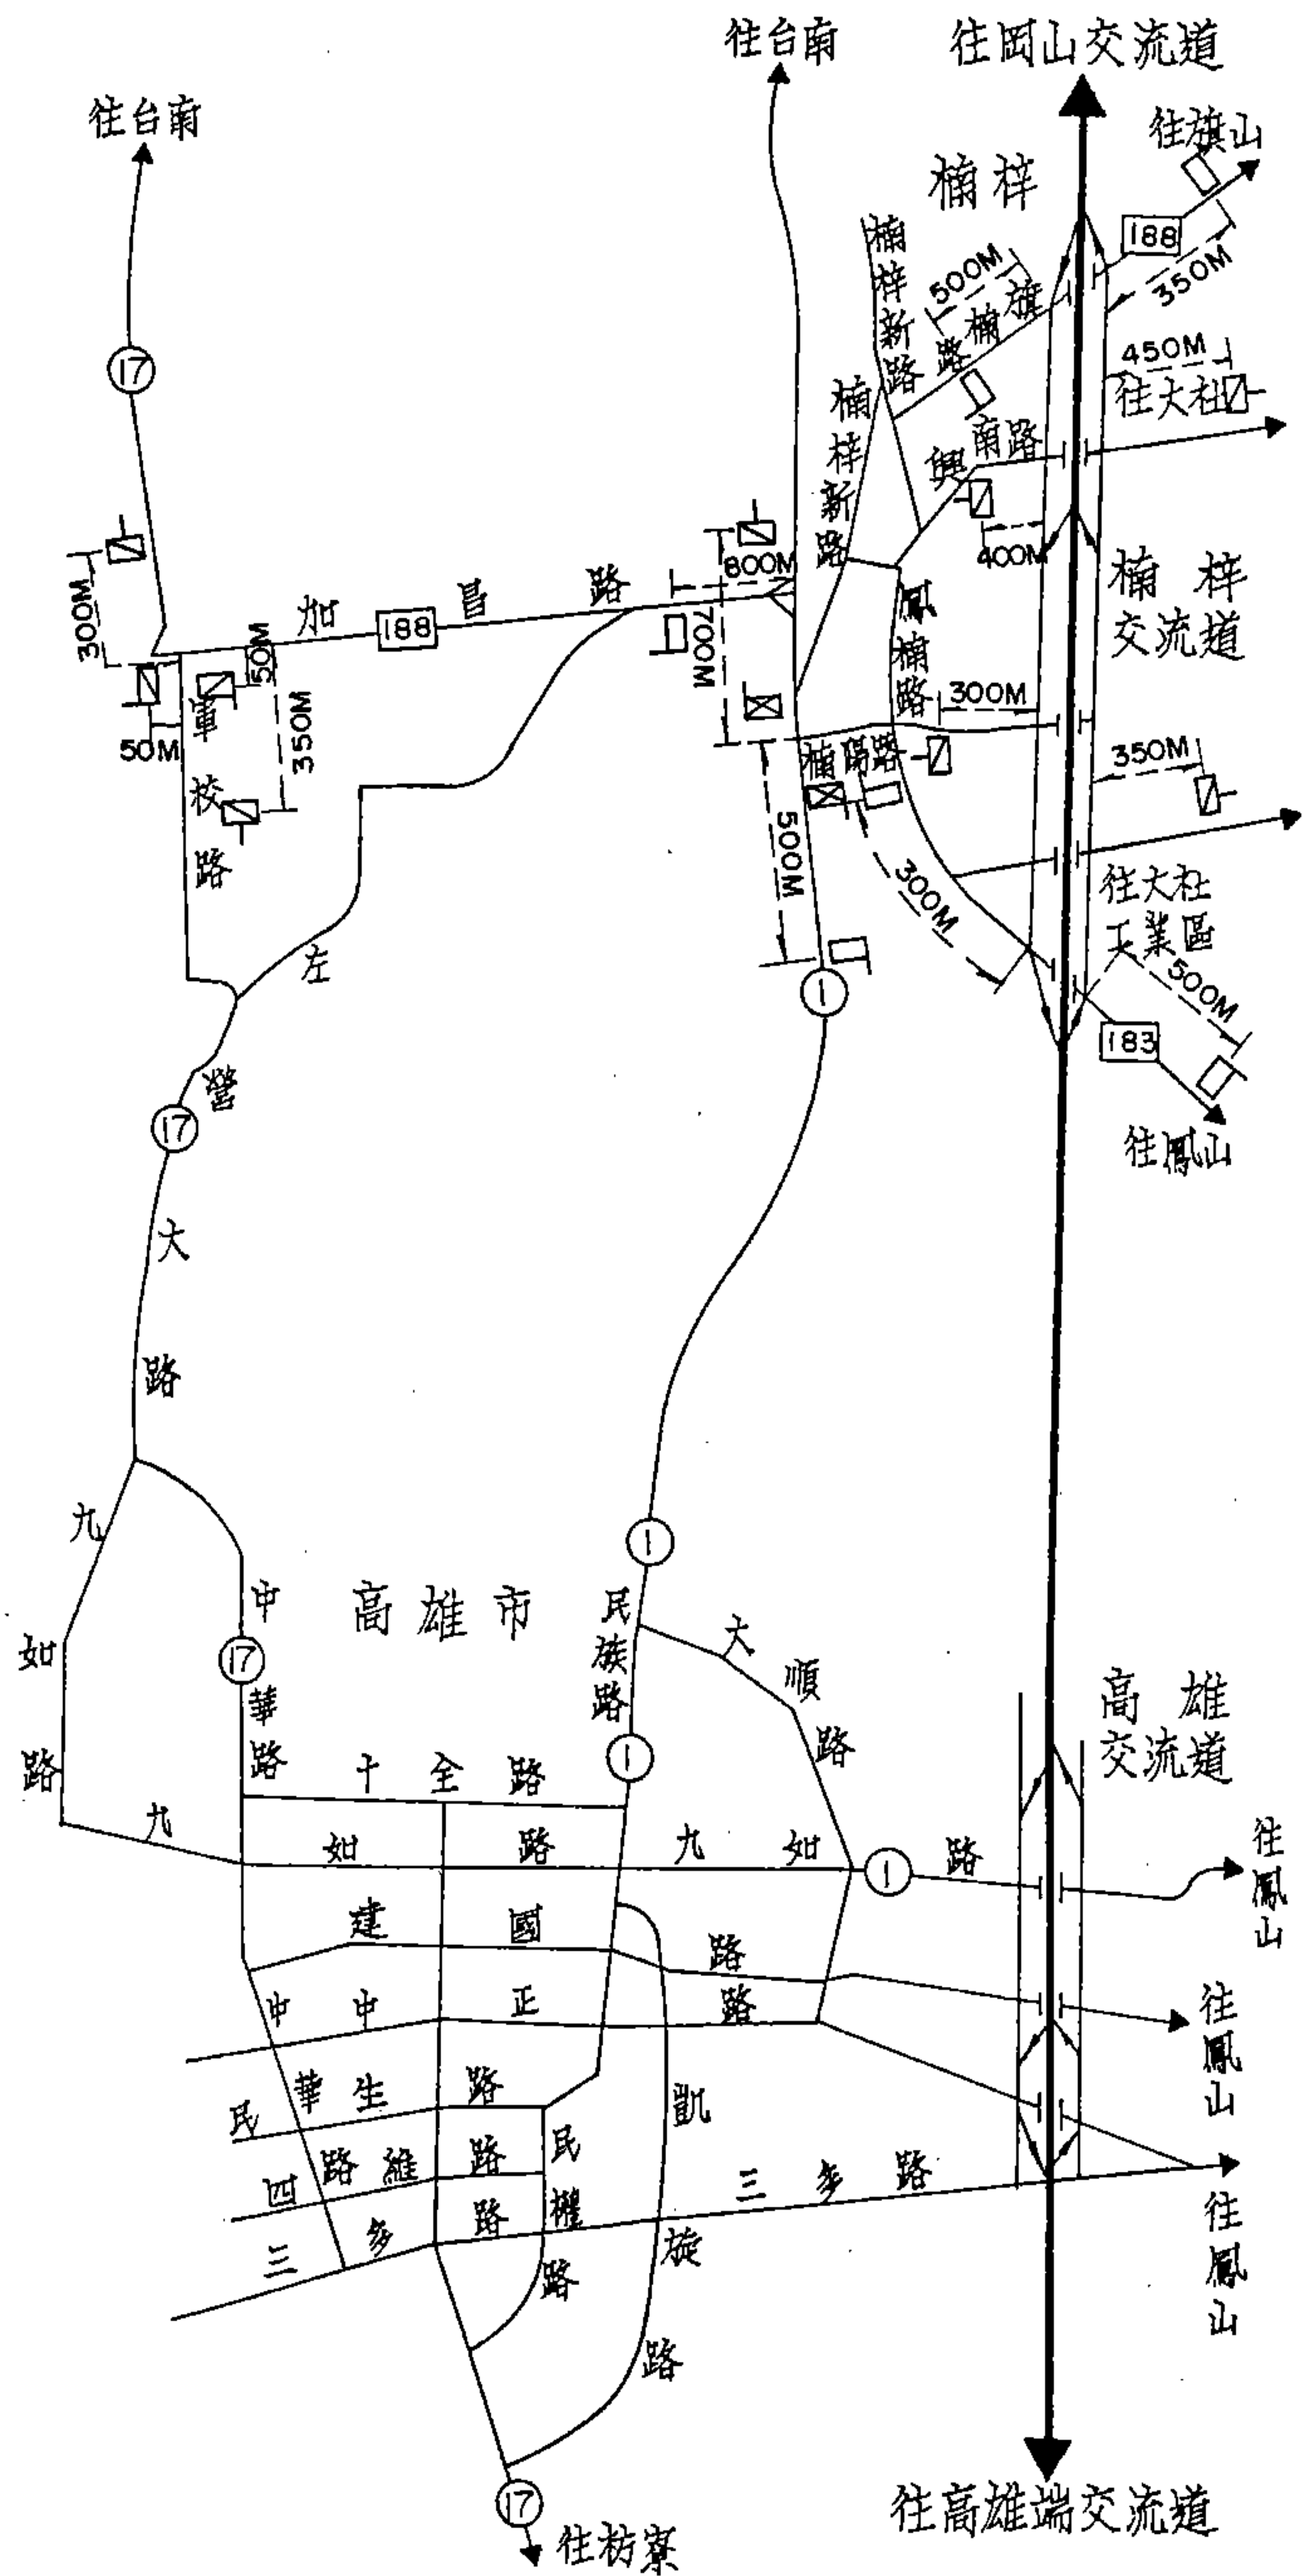 往台南
往岡山交流道
往台南
往旗山
楠梓
188
350M
楠梓新路
500M
楠旗路
17
450M
往大社
楠梓新路
興南路
400M
楠梓
交流道
800M
700M
加昌路
188
300M
50M
350M
50M
軍校路
鳳楠路
300M
楠陽路
350M
500M
300M
往大社
工業區
500M
1
183
往鳳山
左營大路
17
九如路
1
高雄市
中華路
17
民族路
大順路
1
高雄
交流道
十全路
九如路
九如路
1
往鳳山
建國路
中正路
往鳳山
中華路
民生路
四維路
三多路
民權路
凱旋路
三多路
往鳳山
17
往枋寮
往高雄端交流道